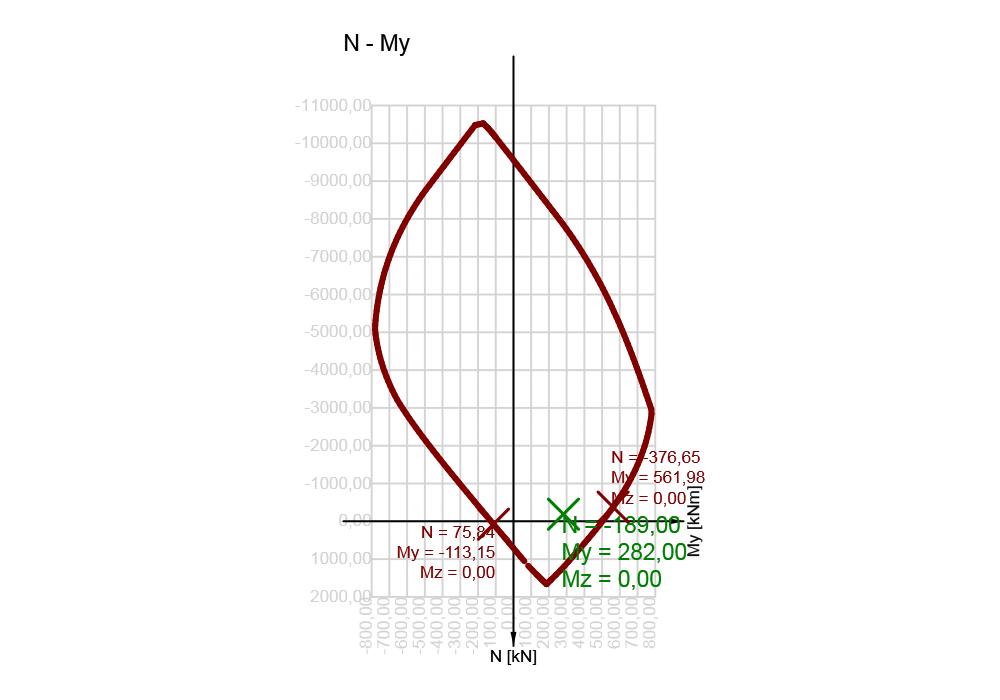 N - My
-11000,00
-10000,00
-9000,00
-8000,00
-7000,00
-6000,00
-5000,00
-4000,00
-3000,00
-2000,00
-1000,00
0,00
1000,00
2000,00
N = -376,65
My = 561,98
Mz = 0,00
My [kNm]
N = 75,84
My = -113,15
Mz = 0,00
N = -189,00
My = 282,00
Mz = 0,00
-800,00
-700,00
-600,00
-500,00
-400,00
-300,00
-200,00
-100,00
0,00
100,00
200,00
300,00
400,00
500,00
600,00
700,00
800,00
N [kN]